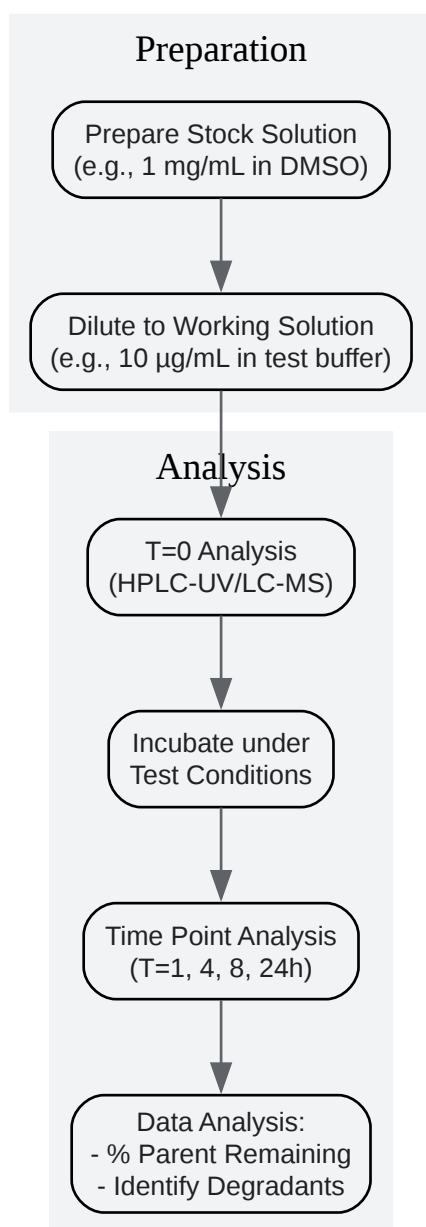 Preparation
Prepare Stock Solution
(e.g., 1 mg/mL in DMSO)
Dilute to Working Solution
(e.g., 10 µg/mL in test buffer)
Analysis
T=0 Analysis
(HPLC-UV/LC-MS)
Incubate under
Test Conditions
Time Point Analysis
(T=1, 4, 8, 24h)
Data Analysis:
- % Parent Remaining
- Identify Degradants